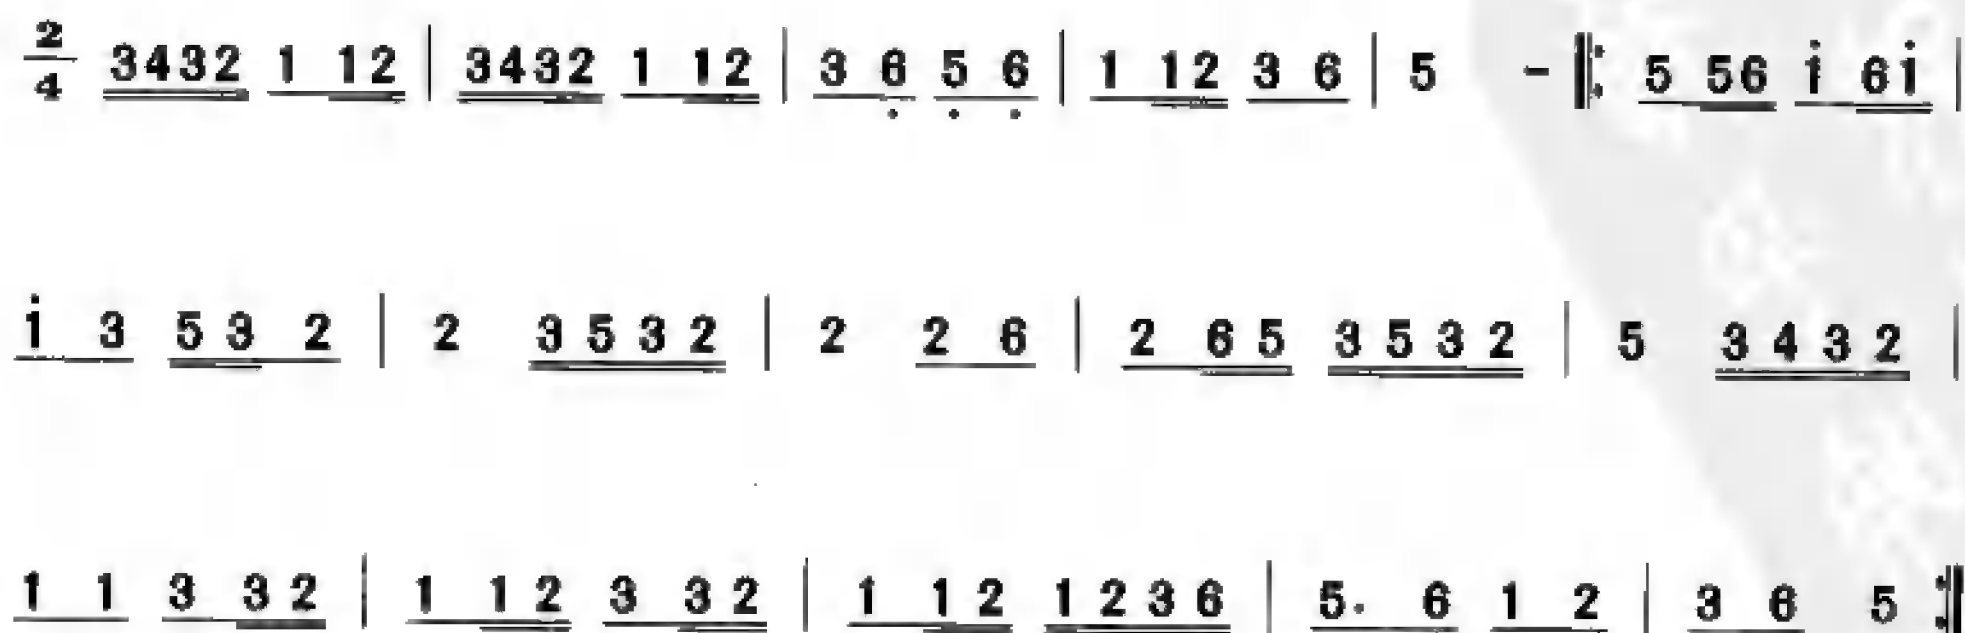 2/4 3432 1 12 | 3432 1 12 | 3 6̣ 5̣ 6̣ | 1 12 3 6 | 5 - ‖: 5 56 i̇ 6i̇ |
i̇ 3 53 2 | 2 3532 | 2 2 6 | 2 65 3532 | 5 3432 |
1 1 3 32 | 1 12 3 32 | 1 12 1236 | 5. 6 1 2 | 3 6 5 :‖